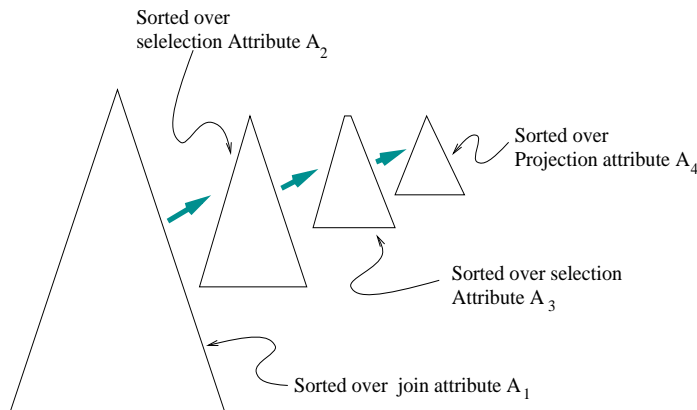 Sorted over
selelection Attribute A₂
Sorted over
Projection attribute A₄
Sorted over selection
Attribute A₃
Sorted over join attribute A₁